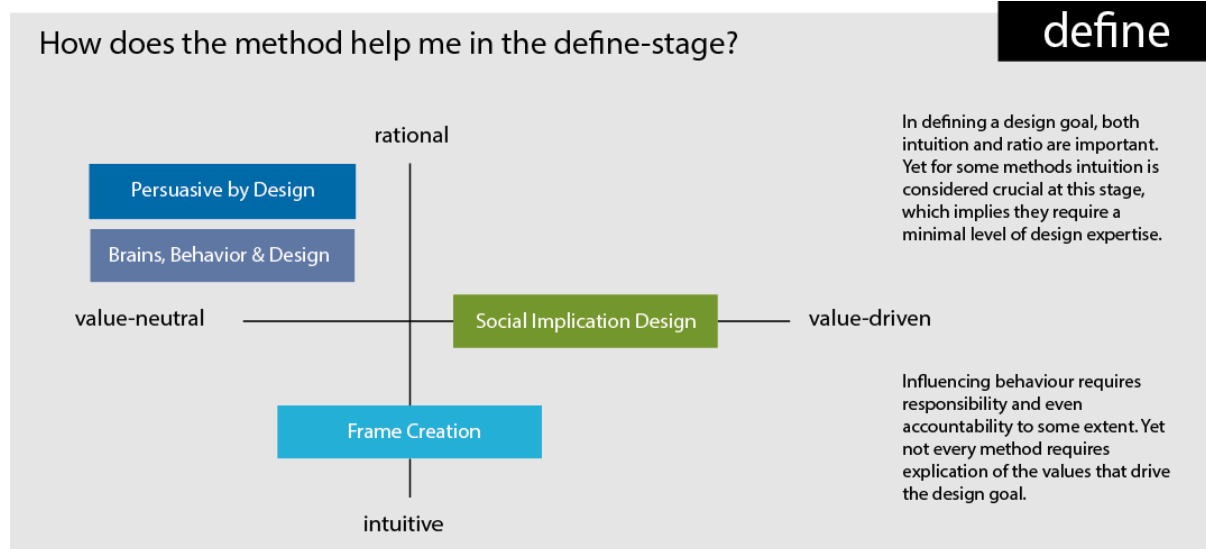 How does the method help me in the define-stage?
define
rational
Persuasive by Design
Brains, Behavior & Design
value-neutral
Social Implication Design
value-driven
Frame Creation
intuitive
In defining a design goal, both
intuition and ratio are important.
Yet for some methods intuition is
considered crucial at this stage,
which implies they require a
minimal level of design expertise.
Influencing behaviour requires
responsibility and even
accountability to some extent. Yet
not every method requires
explication of the values that drive
the design goal.